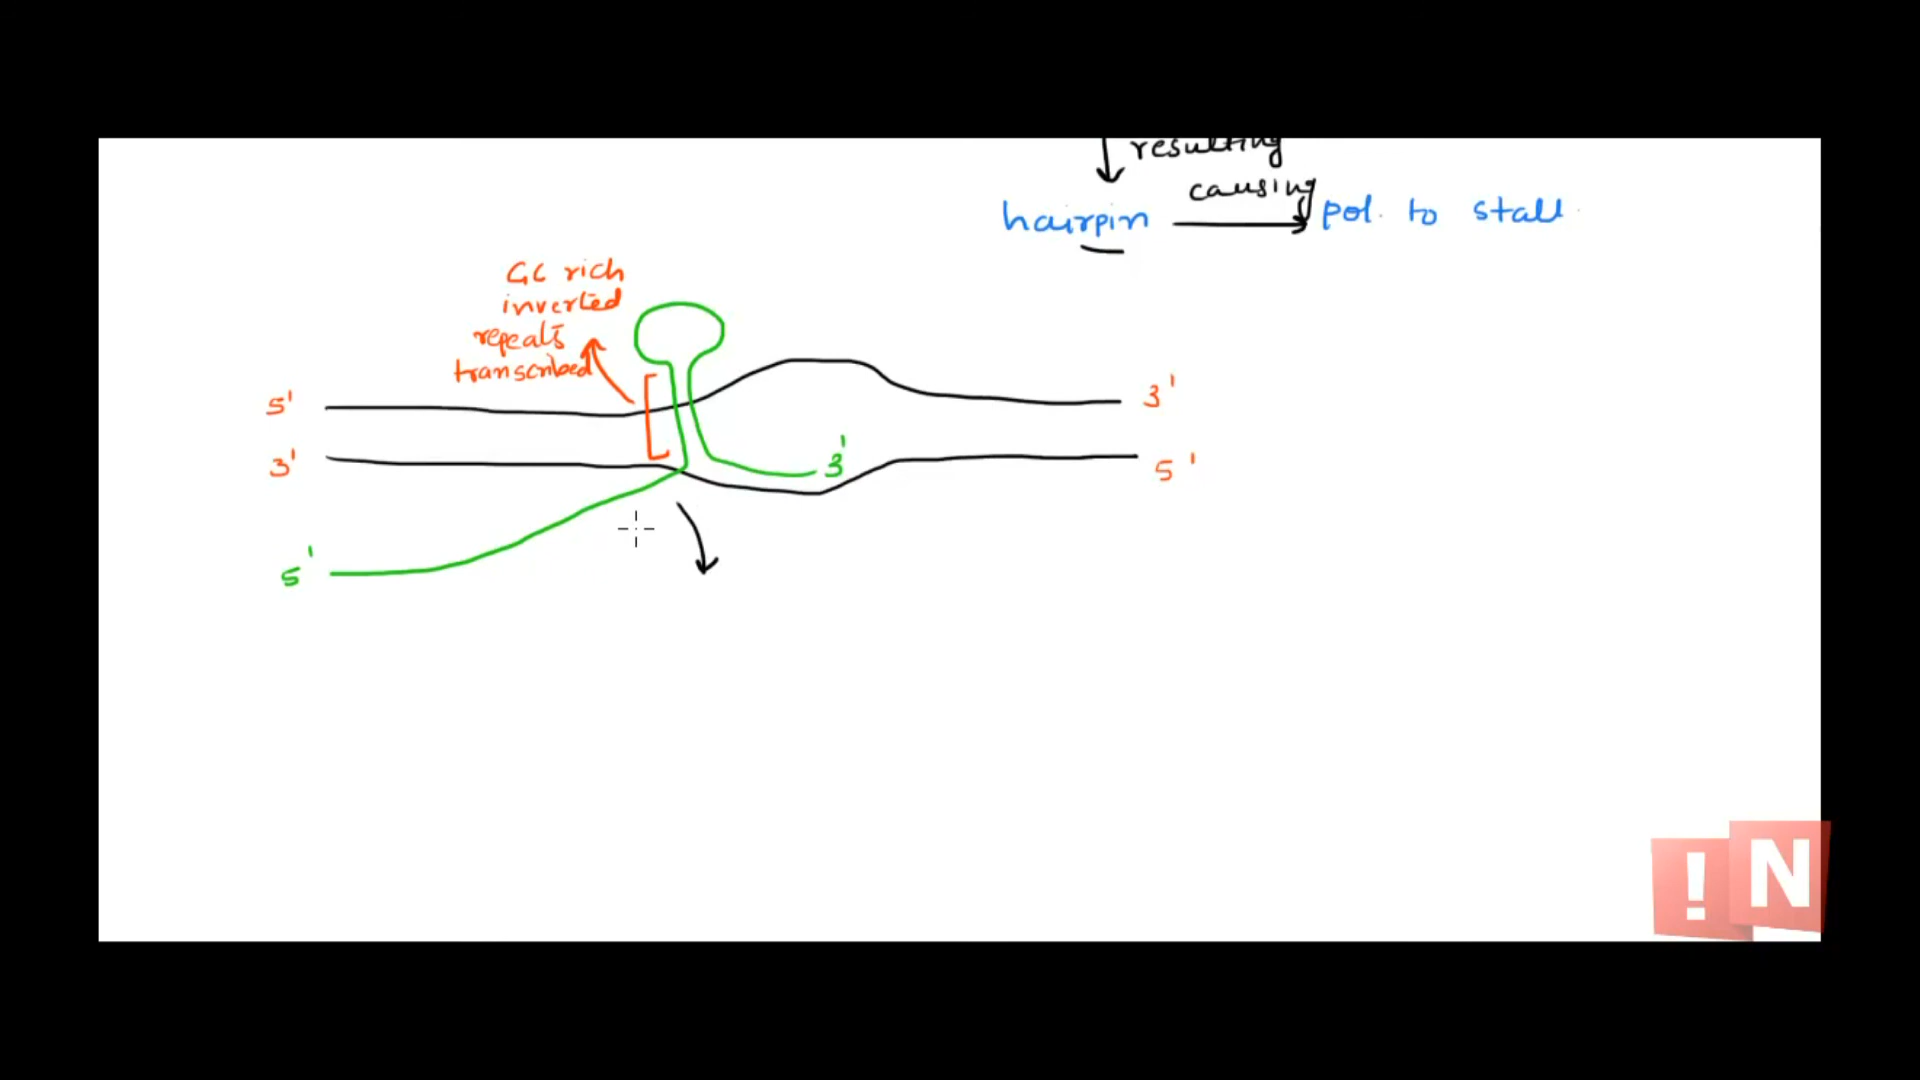 resulting
causing
hairpin pol. to stall
GC rich
inverted
repeats
transcribed
5' 3'
3' 3' 5'
5'
!N